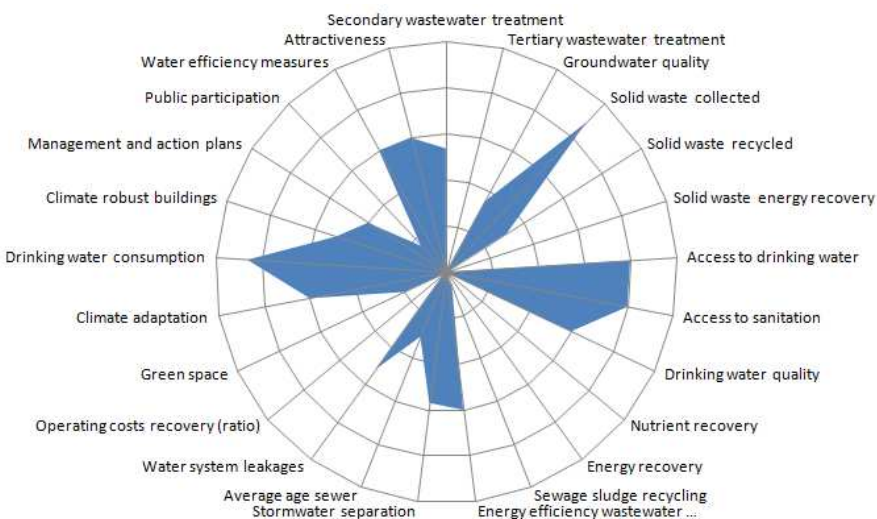 Secondary wastewater treatment
Tertiary wastewater treatment
Groundwater quality
Solid waste collected
Solid waste recycled
Solid waste energy recovery
Access to drinking water
Access to sanitation
Drinking water quality
Nutrient recovery
Energy recovery
Sewage sludge recycling
Energy efficiency wastewater ...
Stormwater separation
Average age sewer
Water system leakages
Operating costs recovery (ratio)
Green space
Climate adaptation
Drinking water consumption
Climate robust buildings
Management and action plans
Public participation
Water efficiency measures
Attractiveness